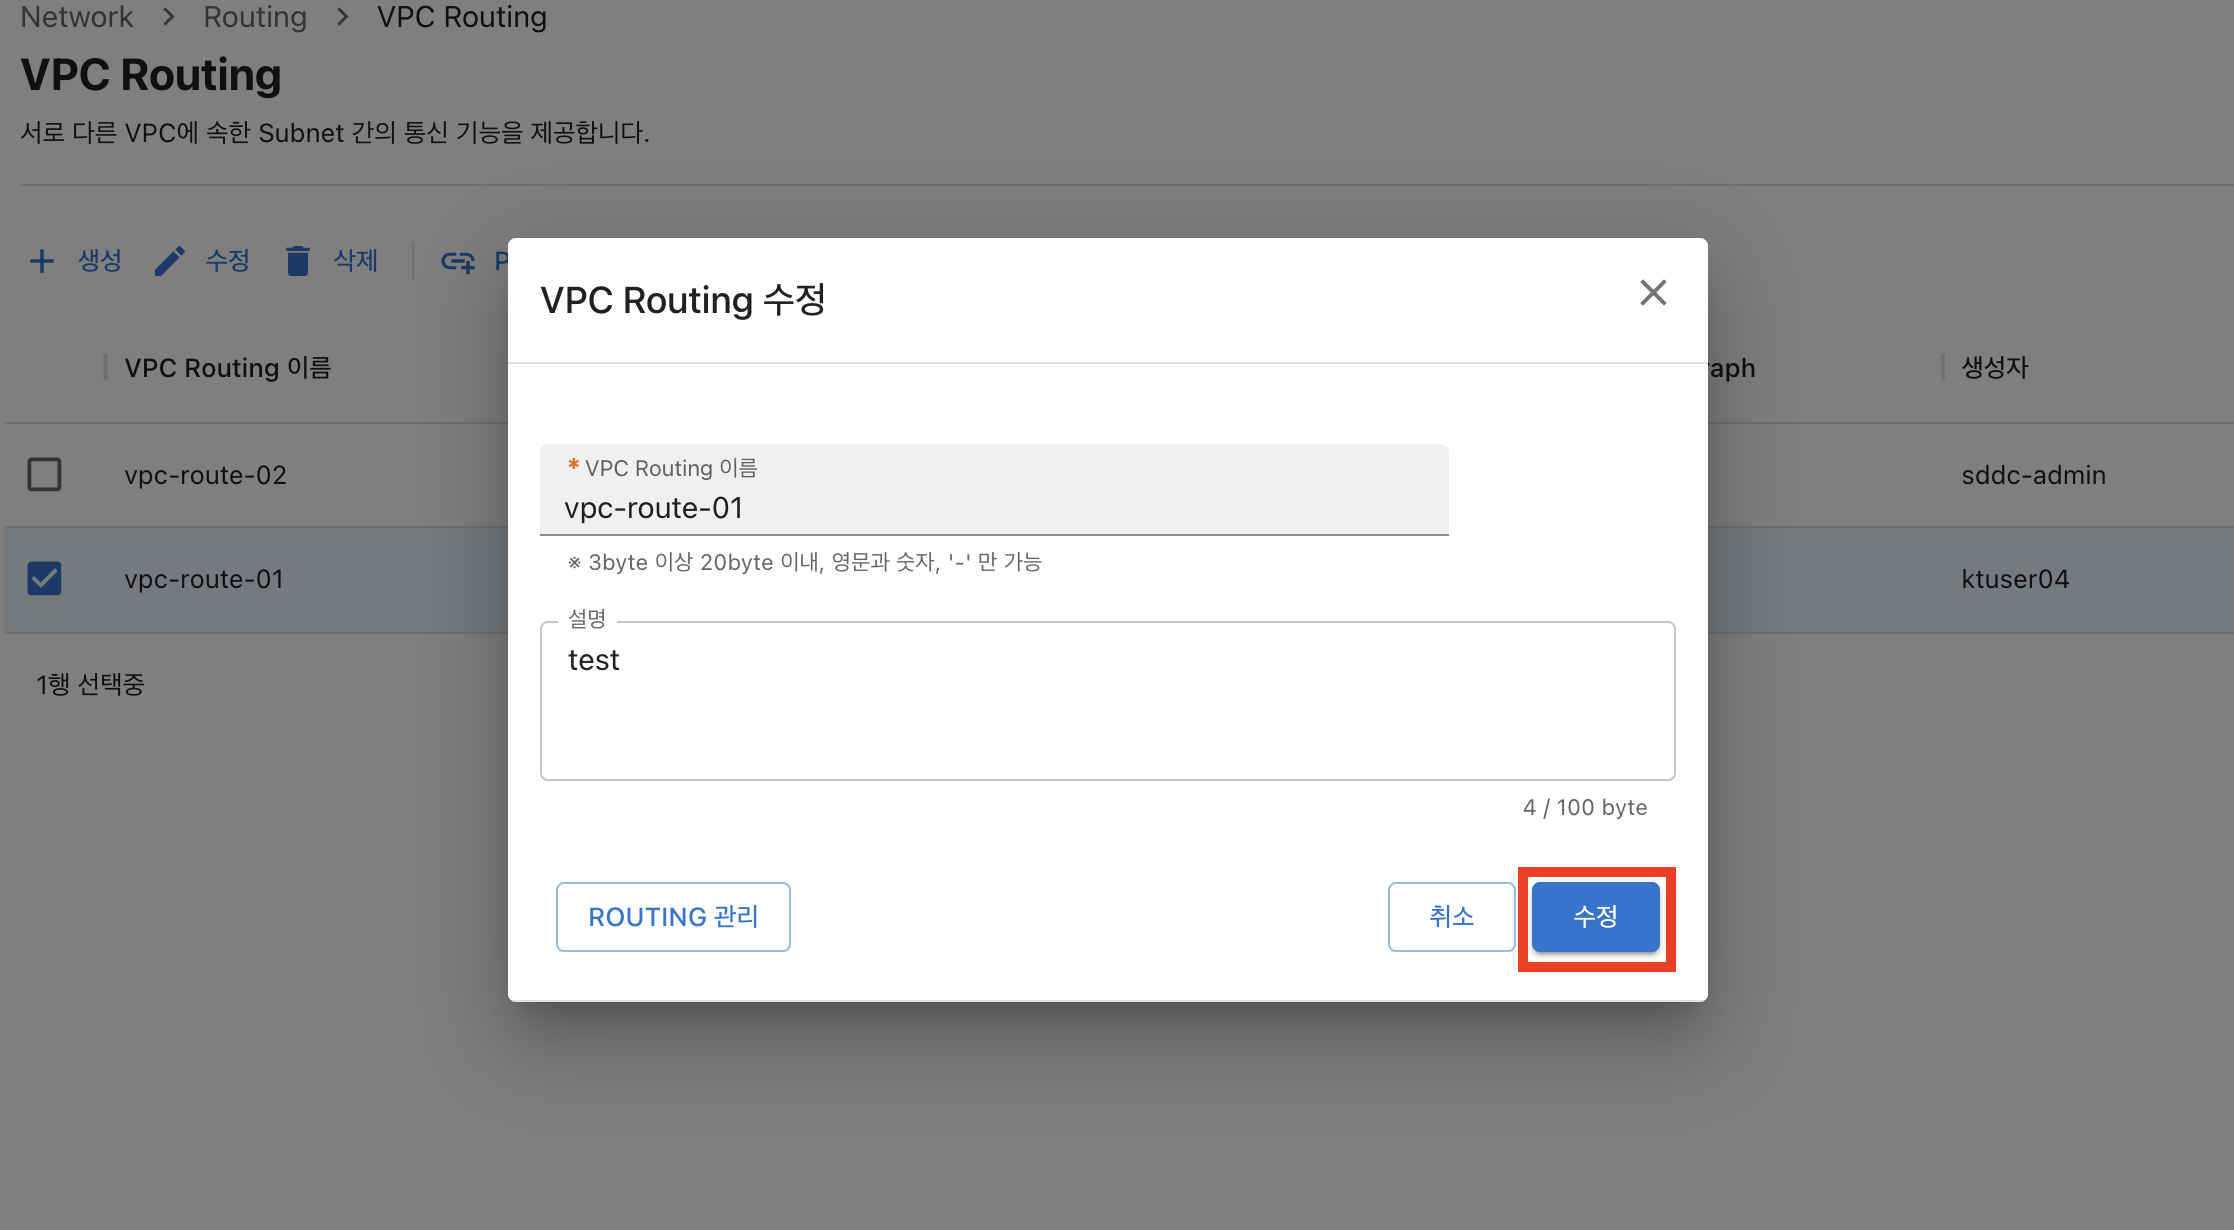 Network > Routing > VPC Routing
VPC Routing
서로 다른 VPC에 속한 Subnet 간의 통신 기능을 제공합니다.
생성 수정 삭제 P
VPC Routing 이름 raph 생성자
vpc-route-02 sddc-admin
vpc-route-01 ktuser04
1행 선택중
VPC Routing 수정
* VPC Routing 이름
vpc-route-01
※ 3byte 이상 20byte 이내, 영문과 숫자, '-' 만 가능
설명
test
4 / 100 byte
ROUTING 관리 취소 수정